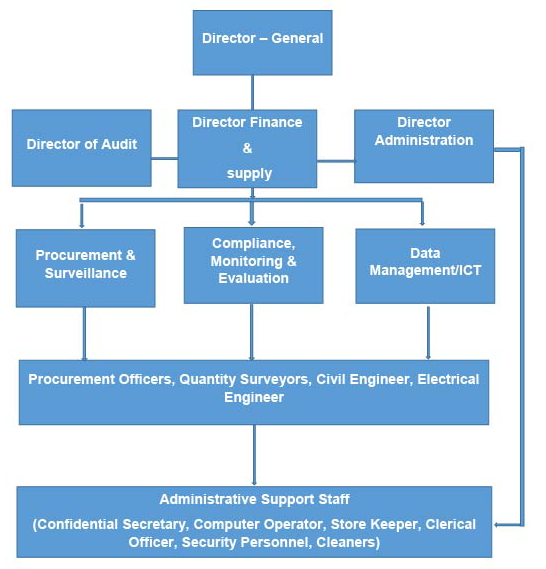 Director – General
Director of Audit
Director Finance
&
supply
Director
Administration
Procurement &
Surveillance
Compliance,
Monitoring &
Evaluation
Data
Management/ICT
Procurement Officers, Quantity Surveyors, Civil Engineer, Electrical
Engineer
Administrative Support Staff
(Confidential Secretary, Computer Operator, Store Keeper, Clerical
Officer, Security Personnel, Cleaners)